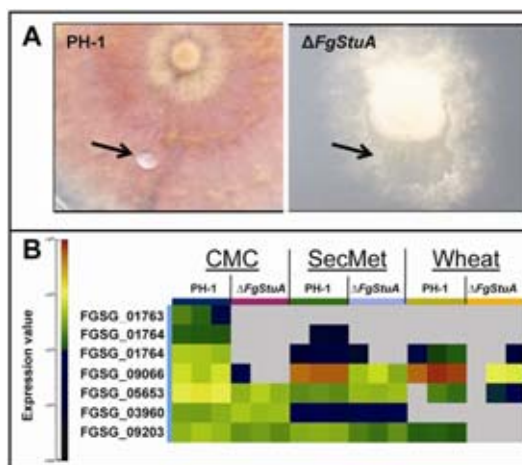 A
PH-1
ΔFgStuA
B
CMC SecMet Wheat
PH-1 ΔFgStuA PH-1 ΔFgStuA PH-1 ΔFgStuA
FGSG_01763
FGSG_01764
FGSG_01764
FGSG_09066
FGSG_05653
FGSG_03960
FGSG_09203
Expression value